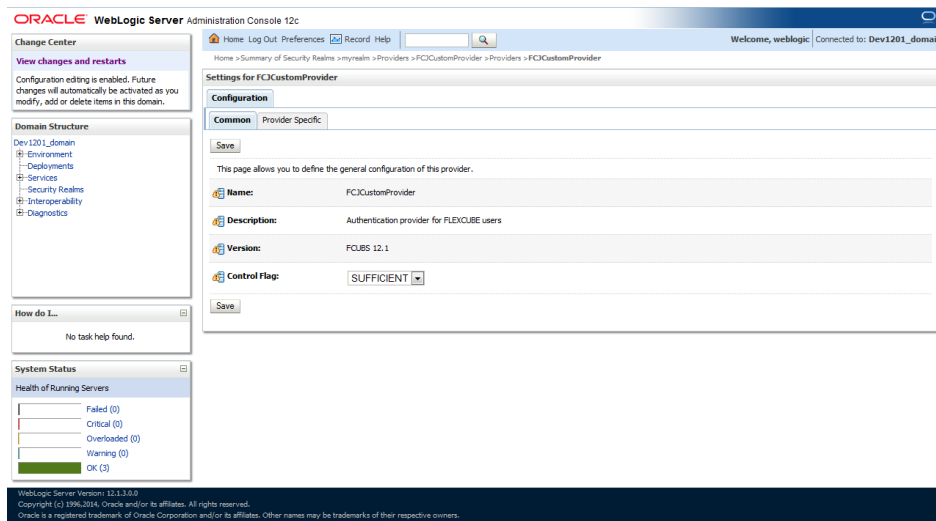 ORACLE WebLogic Server Administration Console 12c
Change Center
View changes and restarts
Configuration editing is enabled. Future
changes will automatically be activated as you
modify, add or delete items in this domain.
Domain Structure
Dev1201_domain
Environment
Deployments
Services
Security Realms
Interoperability
Diagnostics
How do I...
No task help found.
System Status
Health of Running Servers
Failed (0)
Critical (0)
Overloaded (0)
Warning (0)
OK (3)
Home Log Out Preferences Record Help
Welcome, weblogic Connected to: Dev1201_domai
Home >Summary of Security Realms >myrealm >Providers >FCJCustomProvider >Providers >FCJCustomProvider
Settings for FCJCustomProvider
Configuration
Common Provider Specific
Save
This page allows you to define the general configuration of this provider.
Name: FCJCustomProvider
Description: Authentication provider for FLEXCUBE users
Version: FCUBS 12.1
Control Flag: SUFFICIENT
Save
WebLogic Server Version: 12.1.3.0.0
Copyright (c) 1996,2014, Oracle and/or its affiliates. All rights reserved.
Oracle is a registered trademark of Oracle Corporation and/or its affiliates. Other names may be trademarks of their respective owners.